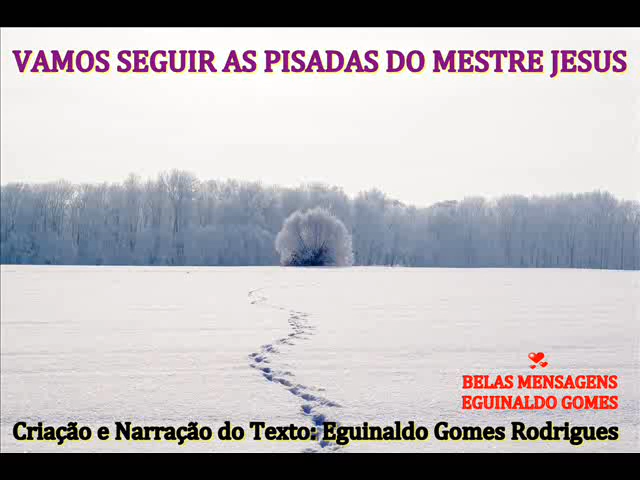 VAMOS SEGUIR AS PISADAS DO MESTRE JESUS
BELAS MENSAGENS
EGUINALDO GOMES
Criação e Narração do Texto: Eguinaldo Gomes Rodrigues